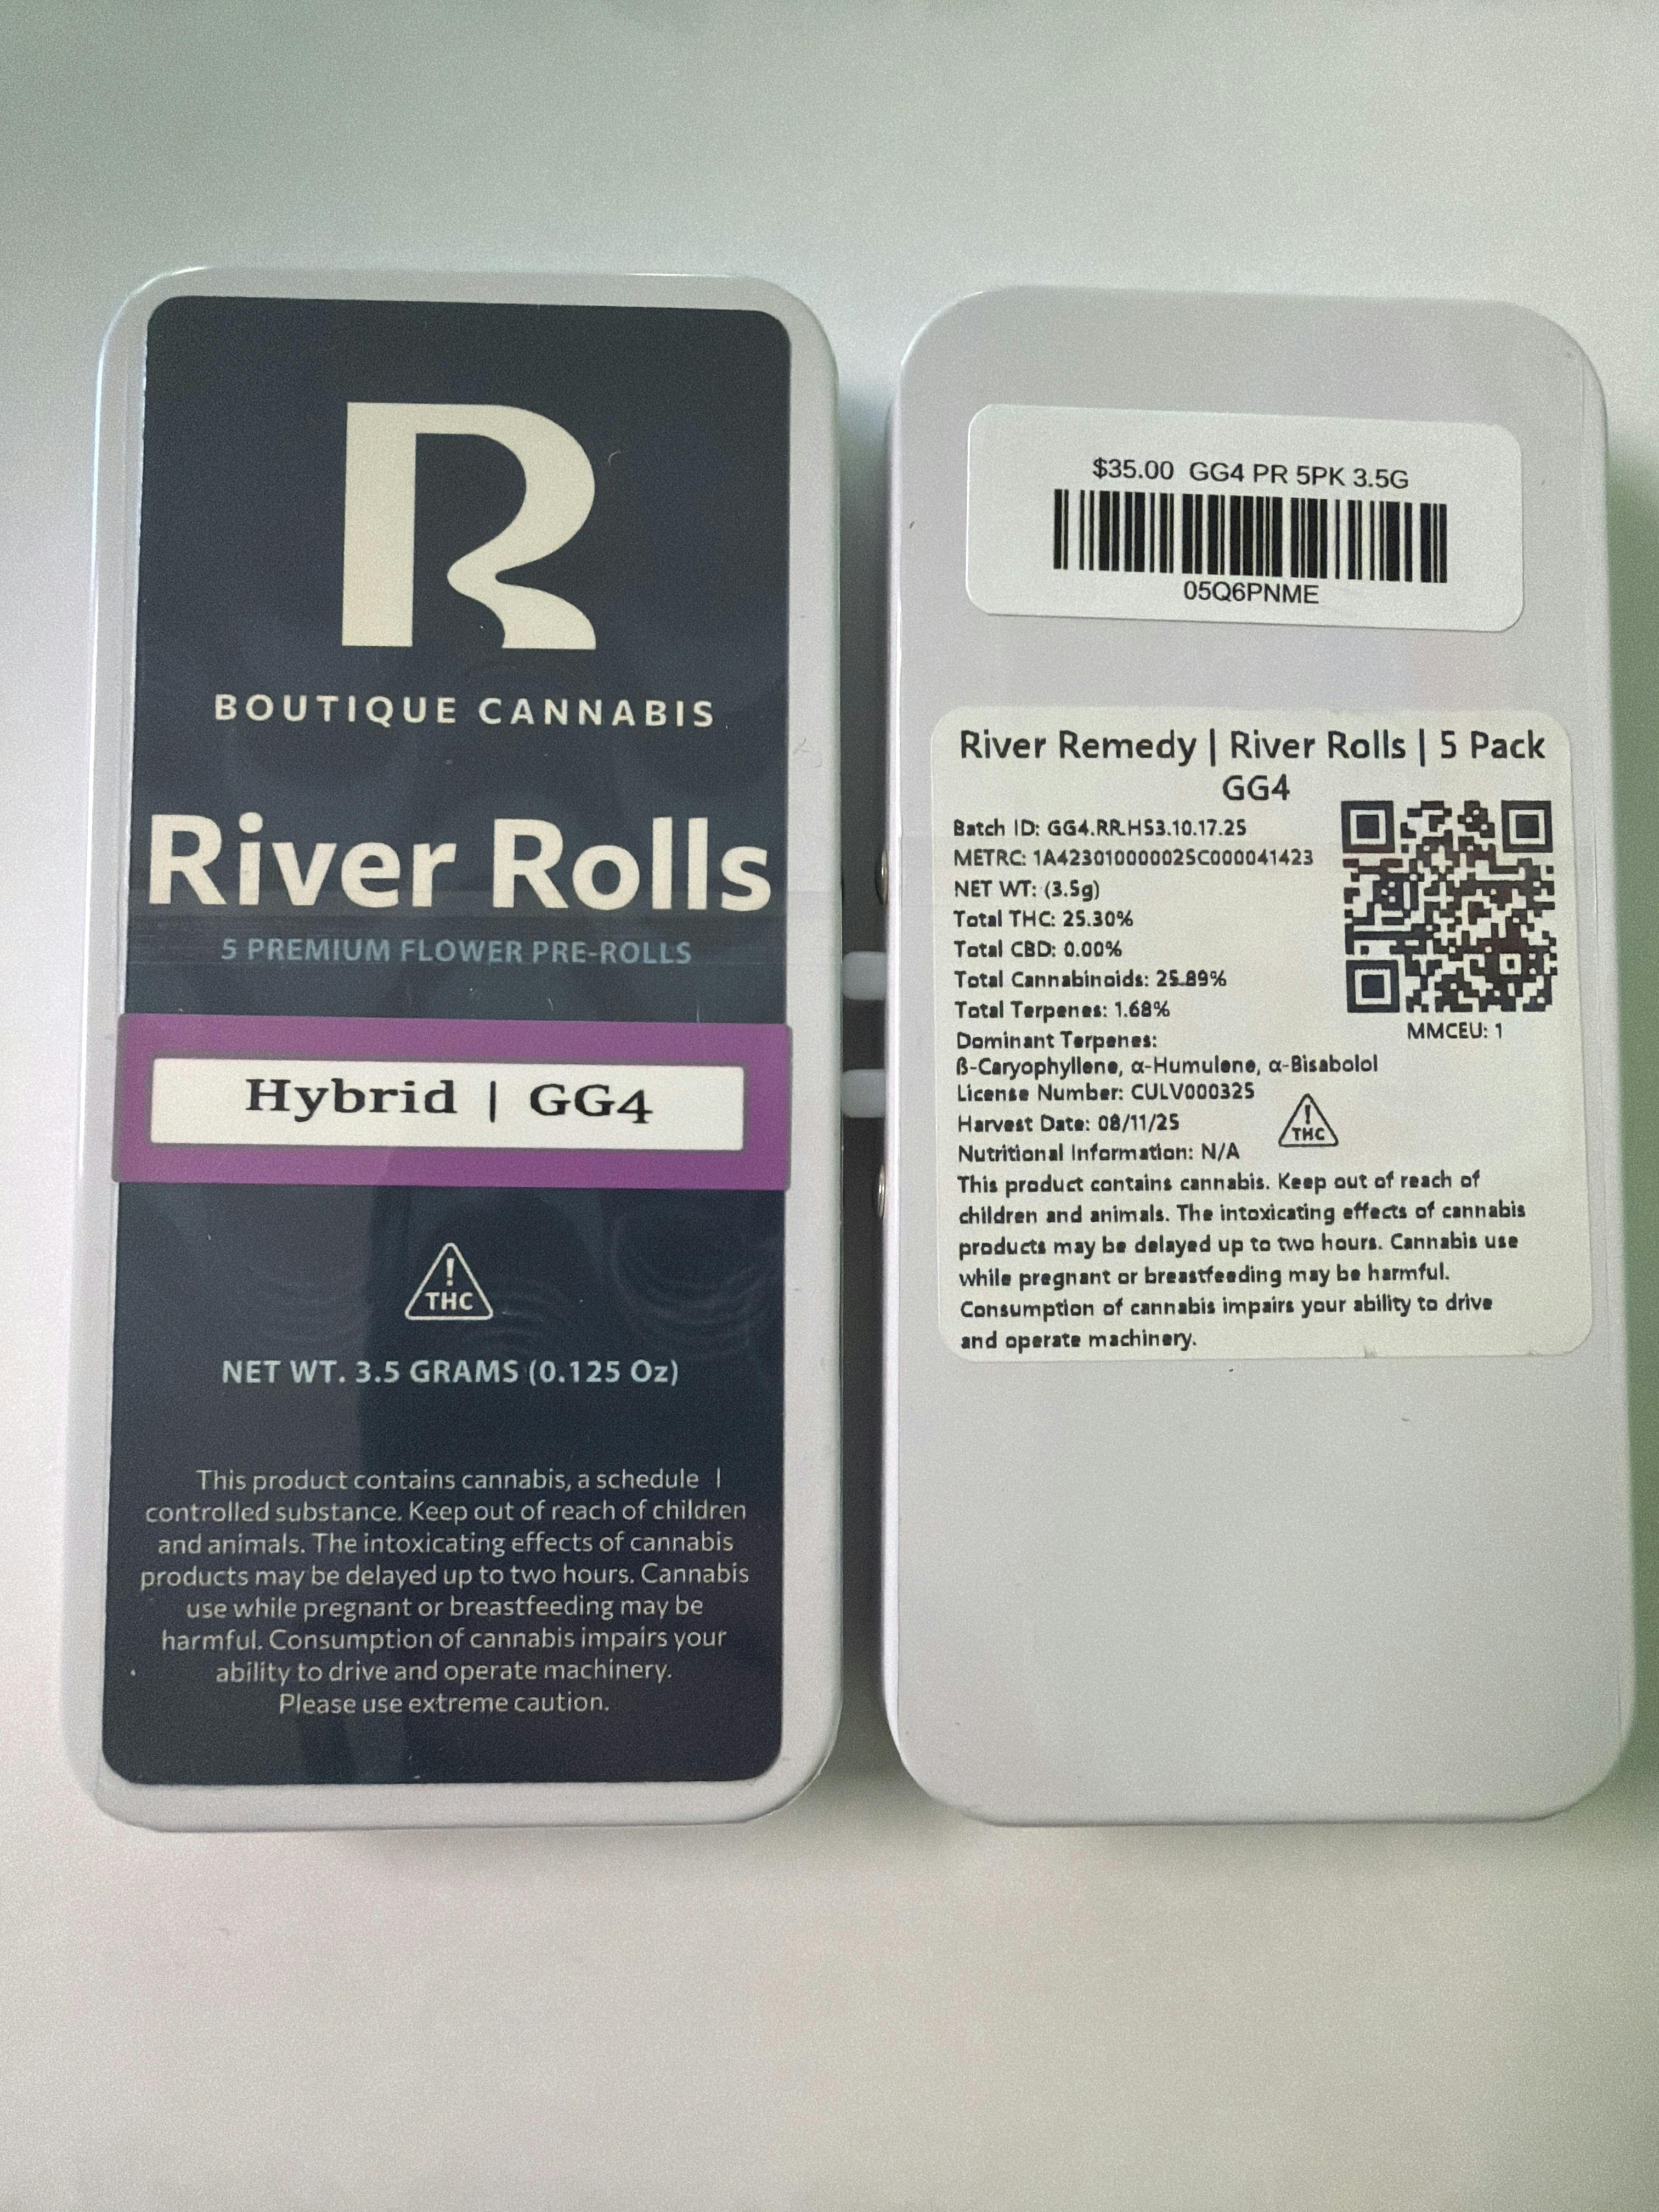 R
BOUTIQUE CANNABIS
River Rolls
5 PREMIUM FLOWER PRE-ROLLS
Hybrid | GG4
!
THC
NET WT. 3.5 GRAMS (0.125 Oz)
This product contains cannabis, a schedule I
controlled substance. Keep out of reach of children
and animals. The intoxicating effects of cannabis
products may be delayed up to two hours. Cannabis
use while pregnant or breastfeeding may be
harmful. Consumption of cannabis impairs your
ability to drive and operate machinery.
Please use extreme caution.
$35.00 GG4 PR 5PK 3.5G
05Q6PNME
River Remedy | River Rolls | 5 Pack
GG4
Batch ID: GG4.RR.HS3.10.17.25
METRC: 1A423010000025C000041423
NET WT: (3.5g)
Total THC: 25.30%
Total CBD: 0.00%
Total Cannabinoids: 25.89%
Total Terpenes: 1.68%
MMCEU: 1
Dominant Terpenes:
ß-Caryophyllene, α-Humulene, α-Bisabolol
License Number: CULV000325
Harvest Date: 08/11/25
!
THC
Nutritional Information: N/A
This product contains cannabis. Keep out of reach of
children and animals. The intoxicating effects of cannabis
products may be delayed up to two hours. Cannabis use
while pregnant or breastfeeding may be harmful.
Consumption of cannabis impairs your ability to drive
and operate machinery.